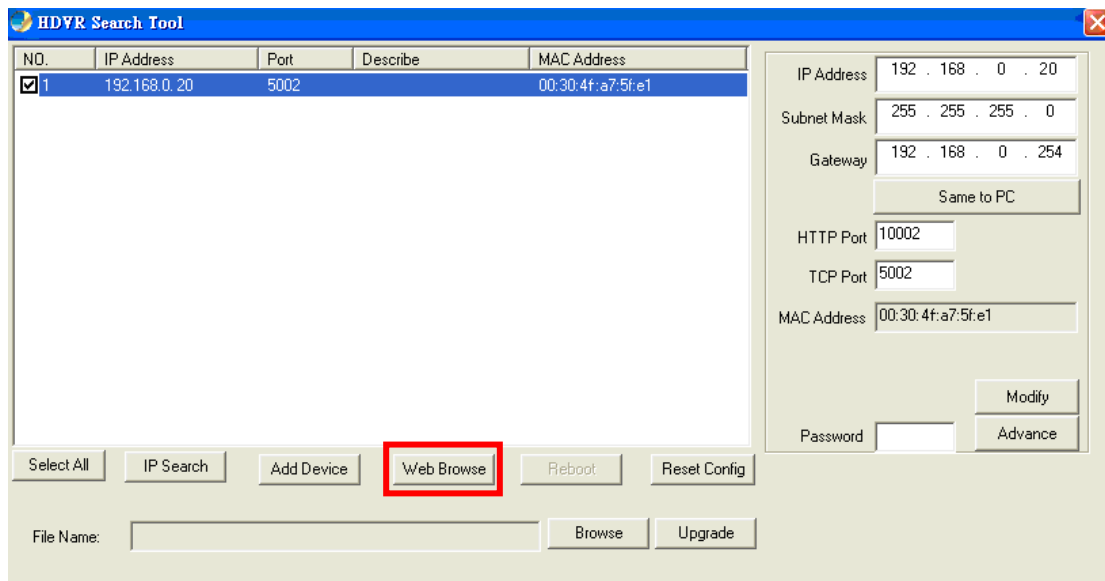 HDVR Search Tool
NO. IP Address Port Describe MAC Address
1 192.168.0. 20 5002 00:30:4f:a7:5f:e1
IP Address 192 . 168 . 0 . 20
Subnet Mask 255 . 255 . 255 . 0
Gateway 192 . 168 . 0 . 254
Same to PC
HTTP Port 10002
TCP Port 5002
MAC Address 00:30:4f:a7:5f:e1
Modify
Password Advance
Select All IP Search Add Device Web Browse Reboot Reset Config
File Name: Browse Upgrade